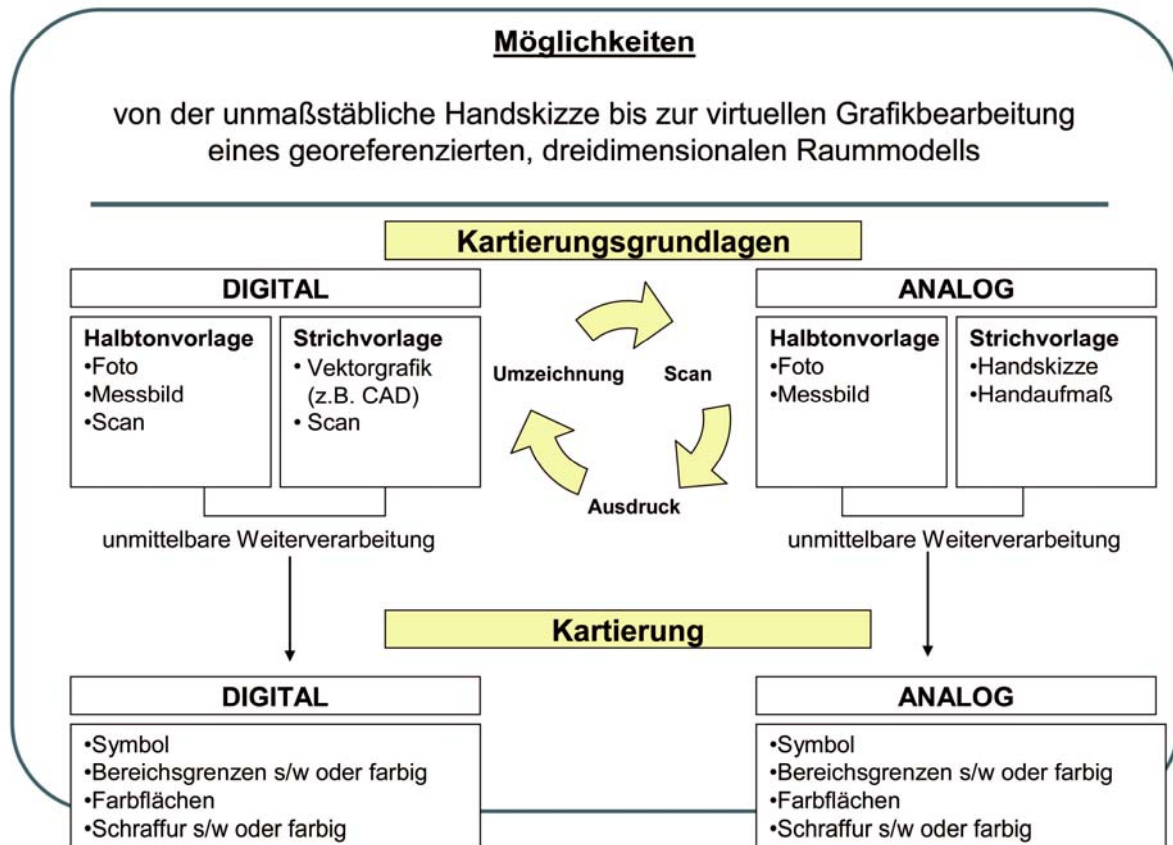 Möglichkeiten
von der unmaßstäbliche Handskizze bis zur virtuellen Grafikbearbeitung
eines georeferenzierten, dreidimensionalen Raummodells
Kartierungsgrundlagen
DIGITAL
Halbtonvorlage
•Foto
•Messbild
•Scan
Strichvorlage
• Vektorgrafik
(z.B. CAD)
• Scan
unmittelbare Weiterverarbeitung
Umzeichnung
Scan
Ausdruck
ANALOG
Halbtonvorlage
•Foto
•Messbild
Strichvorlage
•Handskizze
•Handaufmaß
unmittelbare Weiterverarbeitung
Kartierung
DIGITAL
•Symbol
•Bereichsgrenzen s/w oder farbig
•Farbflächen
•Schraffur s/w oder farbig
ANALOG
•Symbol
•Bereichsgrenzen s/w oder farbig
•Farbflächen
•Schraffur s/w oder farbig